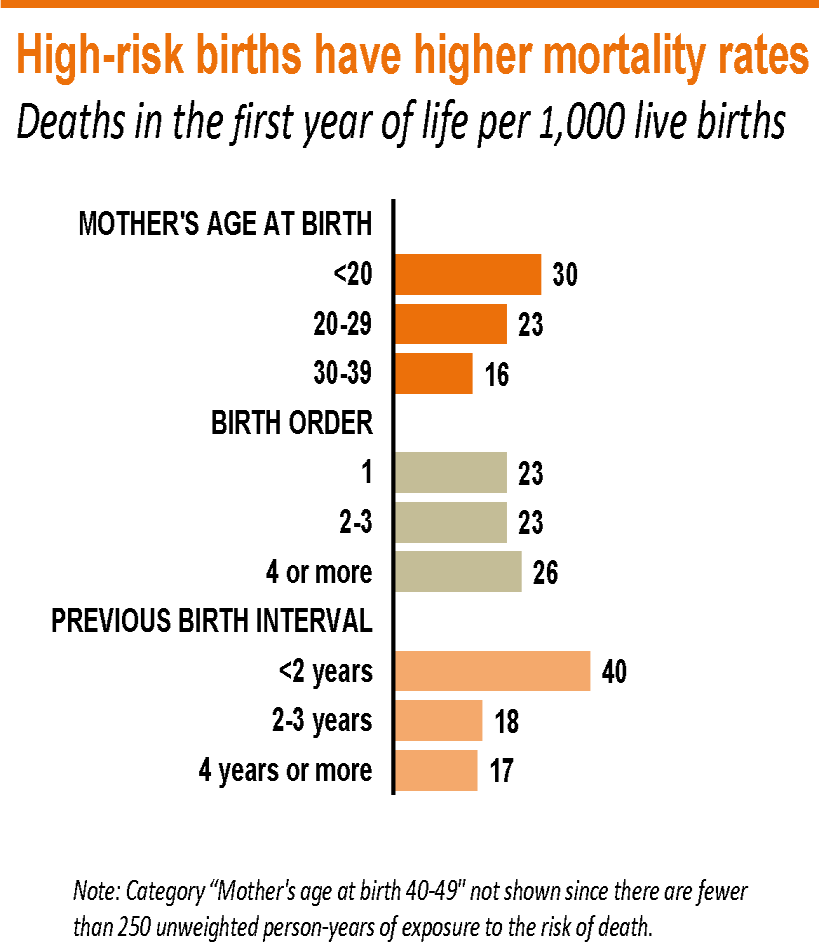 High-risk births have higher mortality rates
Deaths in the first year of life per 1,000 live births
MOTHER'S AGE AT BIRTH
<20 30
20-29 23
30-39 16
BIRTH ORDER
1 23
2-3 23
4 or more 26
PREVIOUS BIRTH INTERVAL
<2 years 40
2-3 years 18
4 years or more 17
Note: Category “Mother's age at birth 40-49" not shown since there are fewer
than 250 unweighted person-years of exposure to the risk of death.